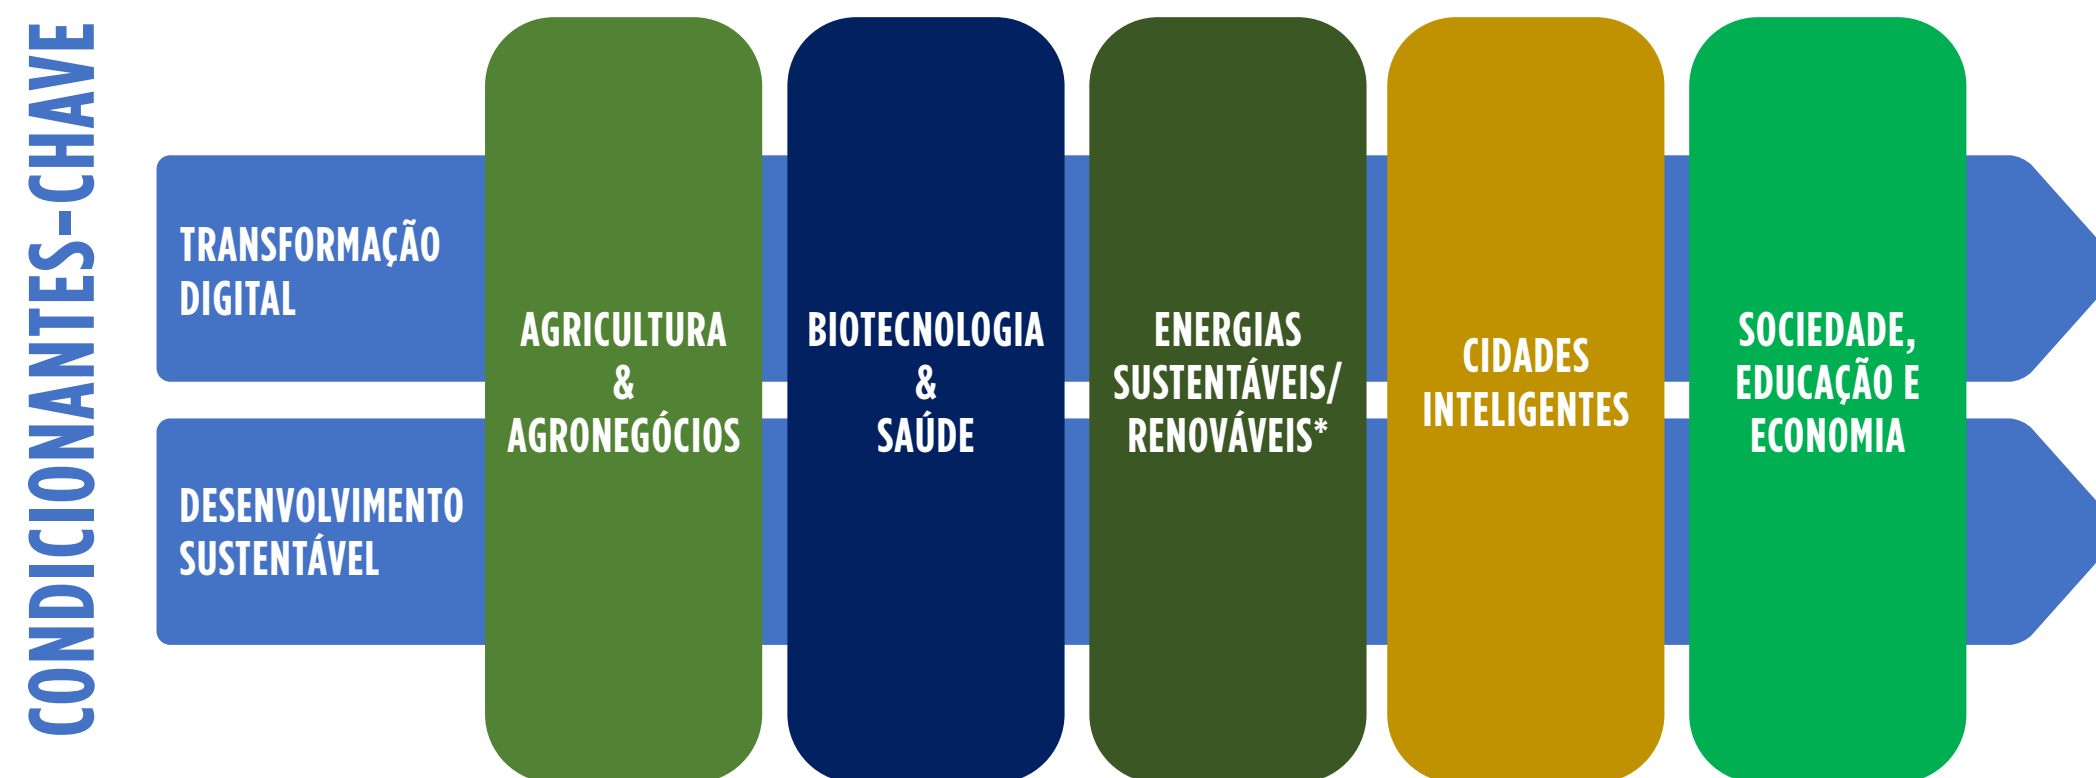 CONDICIONANTES-CHAVE
TRANSFORMAÇÃO
DIGITAL
DESENVOLVIMENTO
SUSTENTÁVEL
AGRICULTURA
&
AGRONEGÓCIOS
BIOTECNOLOGIA
&
SAÚDE
ENERGIAS
SUSTENTÁVEIS/
RENOVÁVEIS*
CIDADES
INTELIGENTES
SOCIEDADE,
EDUCAÇÃO E
ECONOMIA